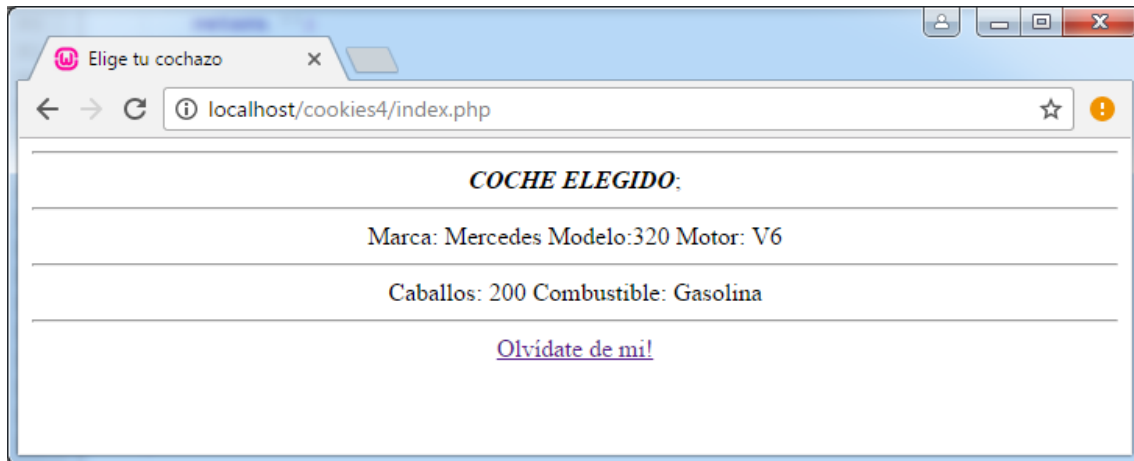 Elige tu cochazo
localhost/cookies4/index.php
COCHE ELEGIDO;
Marca: Mercedes Modelo:320 Motor: V6
Caballos: 200 Combustible: Gasolina
Olvídate de mi!